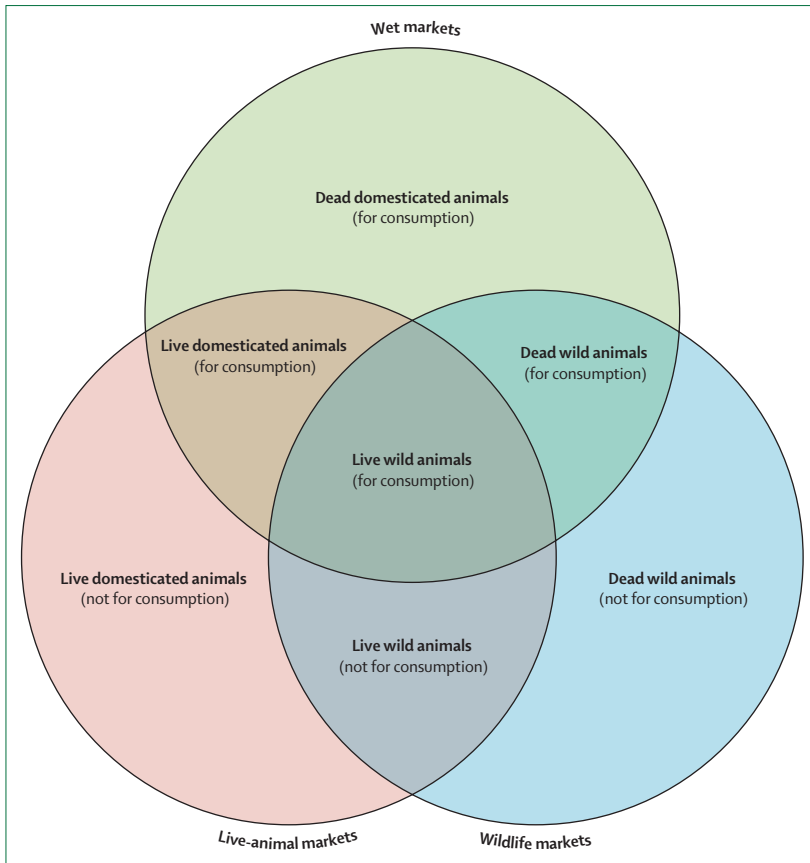 Wet markets
Dead domesticated animals
(for consumption)
Live domesticated animals
(for consumption)
Dead wild animals
(for consumption)
Live wild animals
(for consumption)
Live domesticated animals
(not for consumption)
Dead wild animals
(not for consumption)
Live wild animals
(not for consumption)
Live-animal markets
Wildlife markets